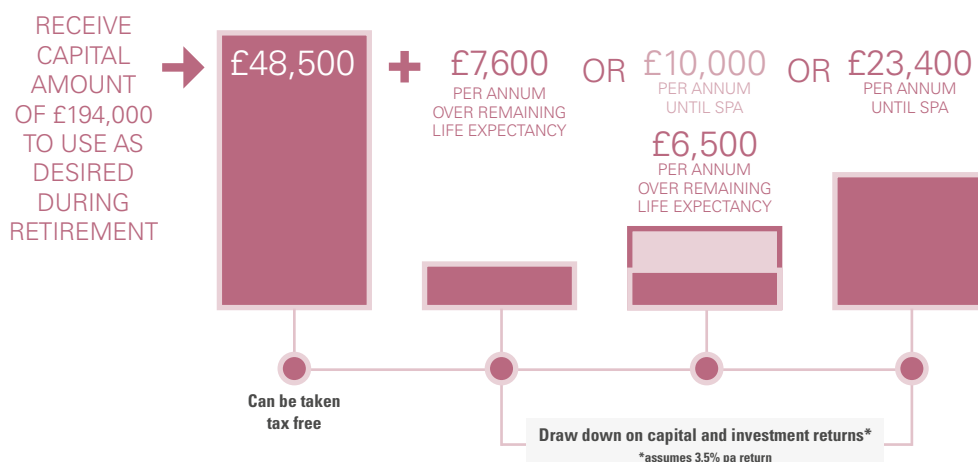 RECEIVE
CAPITAL
AMOUNT
OF £194,000
TO USE AS
DESIRED
DURING
RETIREMENT
£48,500
£7,600
PER ANNUM
OVER REMAINING
LIFE EXPECTANCY
OR
£10,000
PER ANNUM
UNTIL SPA
£6,500
PER ANNUM
OVER REMAINING
LIFE EXPECTANCY
OR
£23,400
PER ANNUM
UNTIL SPA
Can be taken
tax free
Draw down on capital and investment returns*
*assumes 3.5% pa return